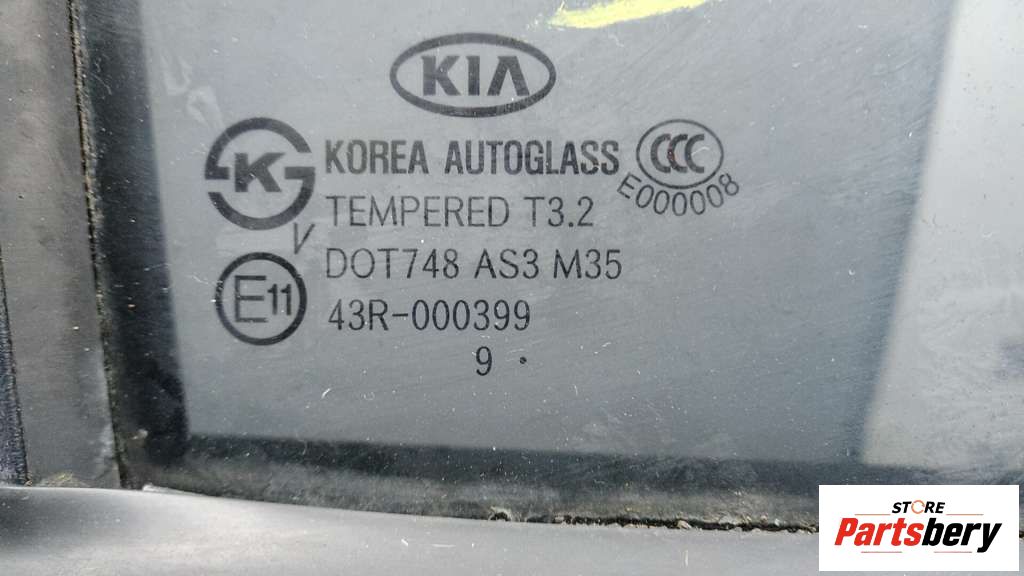 KIA
K KOREA AUTOGLASS CCC
E000008
TEMPERED T3.2
V
DOT748 AS3 M35
E11 43R-000399
9 .
STORE
Partsbery